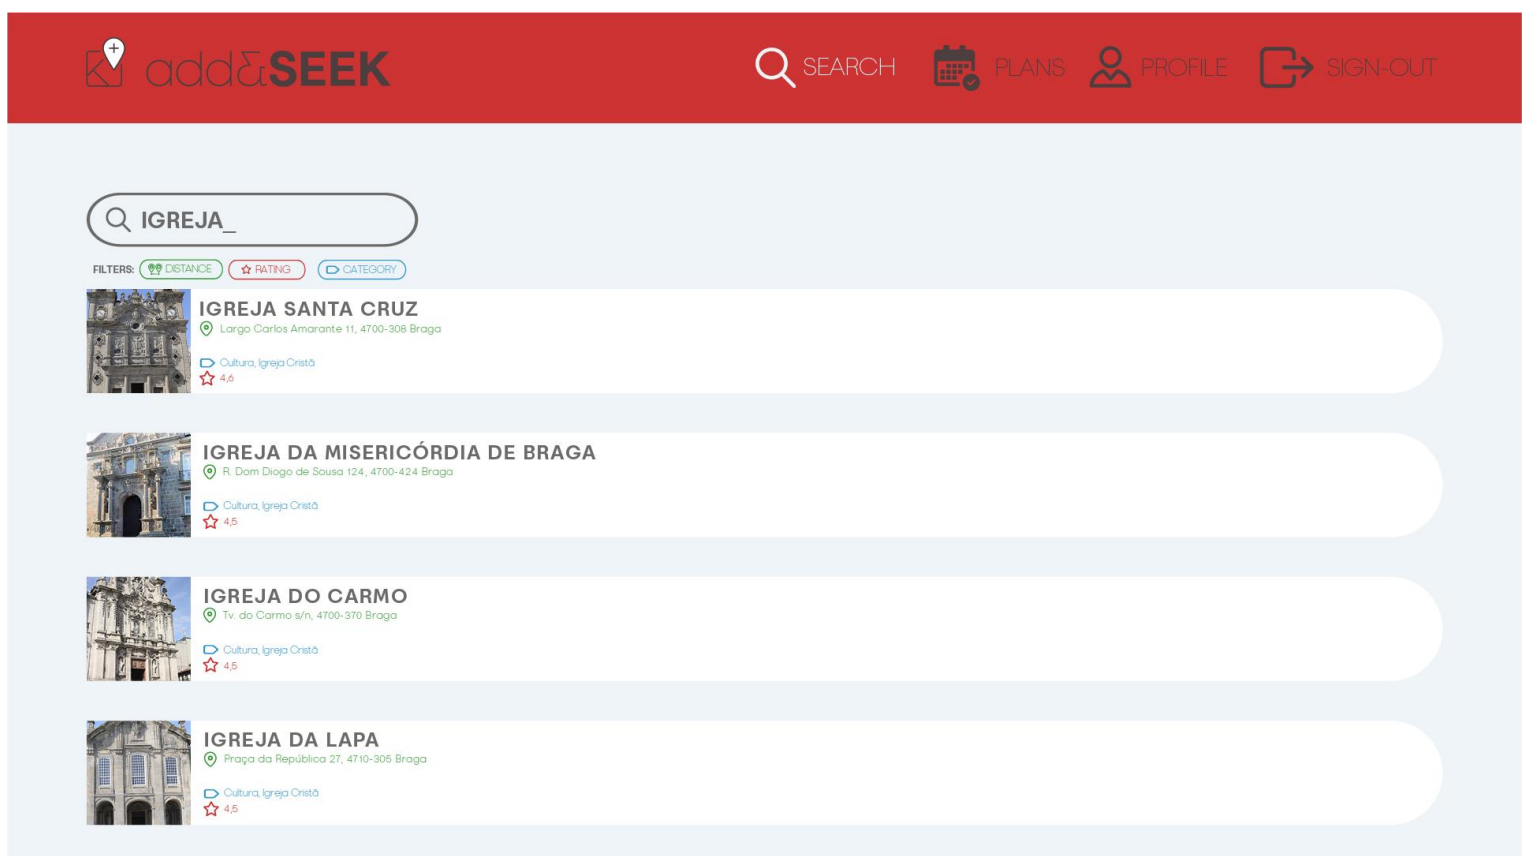 add&SEEK
SEARCH
PLANS
PROFILE
SIGN-OUT
IGREJA_
FILTERS: DISTANCE RATING CATEGORY
IGREJA SANTA CRUZ
Largo Carlos Amarante 11, 4700-308 Braga
Cultura, Igreja Cristã
4,6
IGREJA DA MISERICÓRDIA DE BRAGA
R. Dom Diogo de Sousa 124, 4700-424 Braga
Cultura, Igreja Cristã
4,5
IGREJA DO CARMO
Tv. do Carmo s/n, 4700-370 Braga
Cultura, Igreja Cristã
4,5
IGREJA DA LAPA
Praça da República 27, 4710-305 Braga
Cultura, Igreja Cristã
4,5